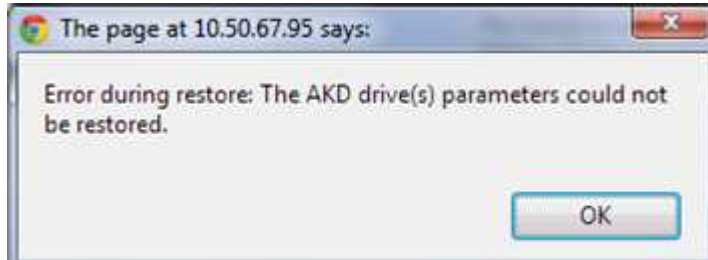 The page at 10.50.67.95 says:
Error during restore: The AKD drive(s) parameters could not
be restored.
OK